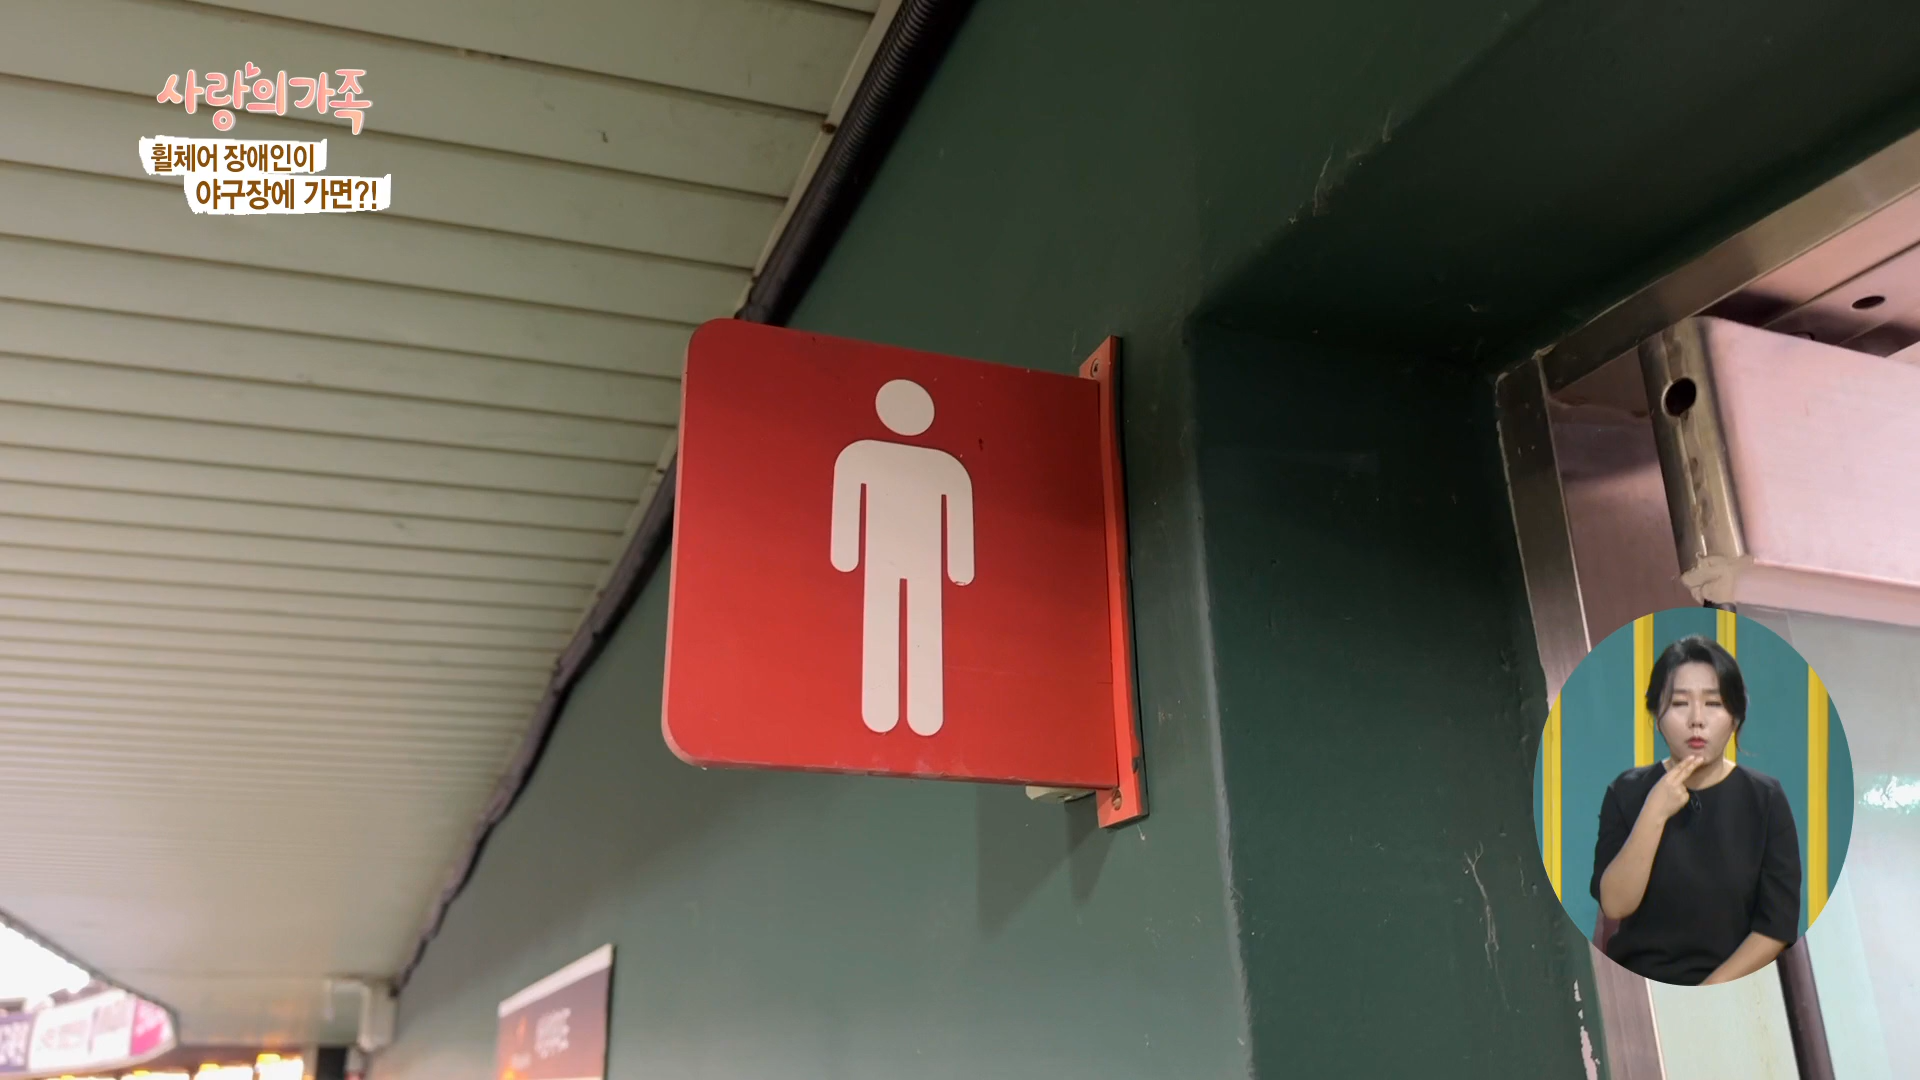 사랑의 가족
휠체어 장애인이
야구장에 가면?!